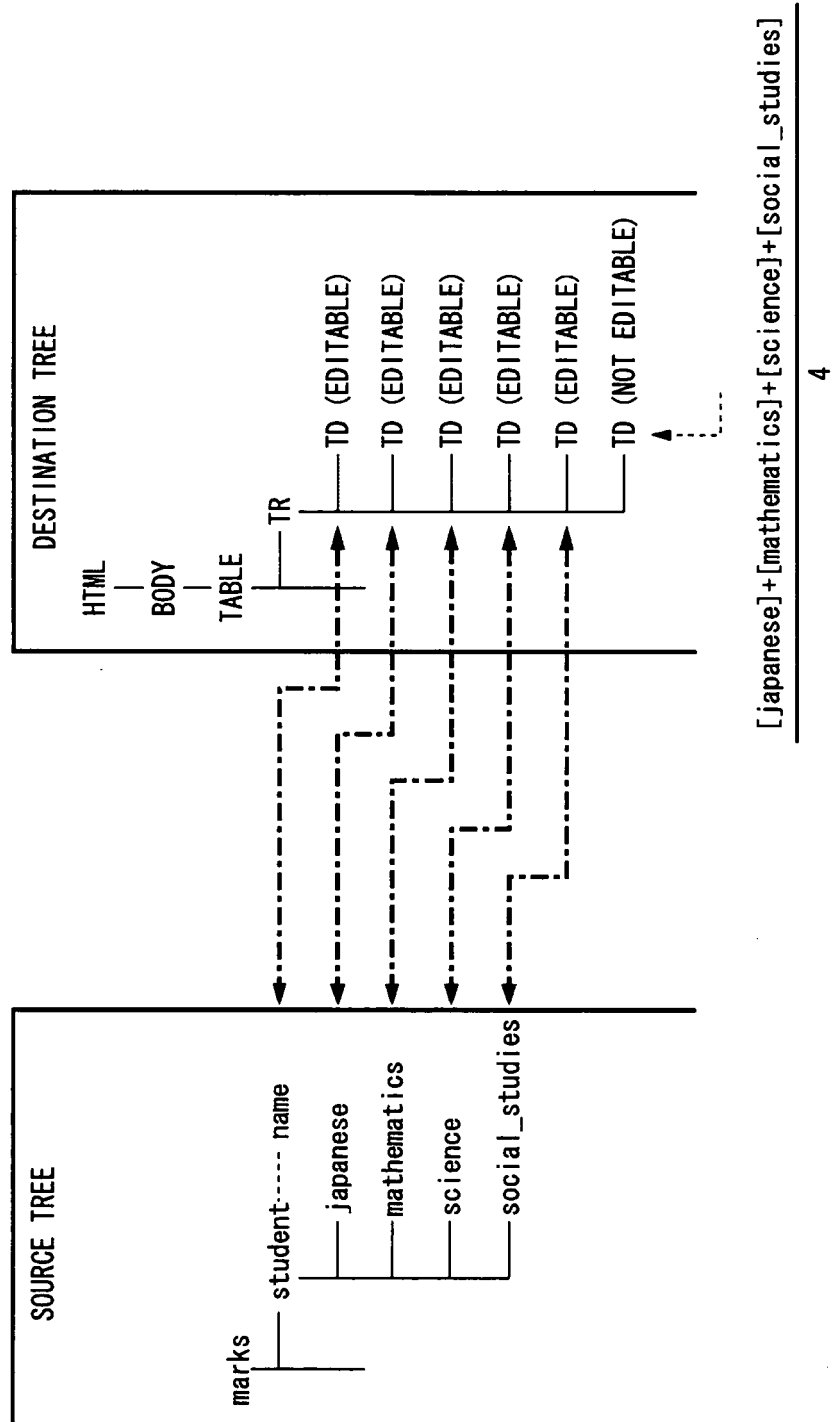 SOURCE TREE
marks
student name
japanese
mathematics
science
social_studies
DESTINATION TREE
HTML
BODY
TABLE
TR
TD (EDITABLE)
TD (EDITABLE)
TD (EDITABLE)
TD (EDITABLE)
TD (EDITABLE)
TD (NOT EDITABLE)
[japanese]+[mathematics]+[science]+[social_studies]
4